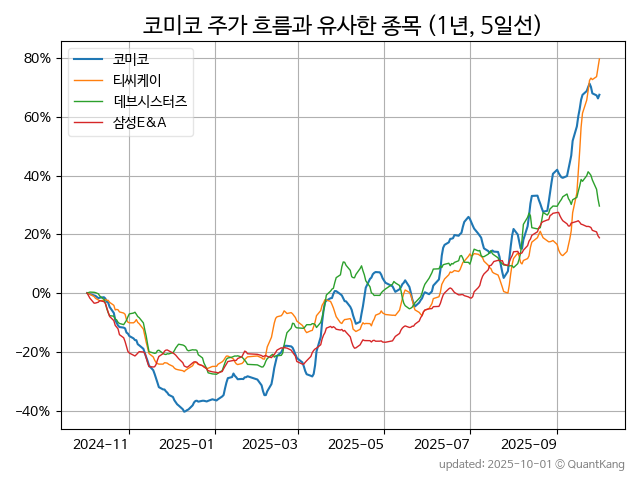 코미코 주가 흐름과 유사한 종목 (1년, 5일선)
코미코
티씨케이
데브시스터즈
삼성E&A
80%
60%
40%
20%
0%
−20%
−40%
2024-11
2025-01
2025-03
2025-05
2025-07
2025-09
updated: 2025-10-01 © QuantKang